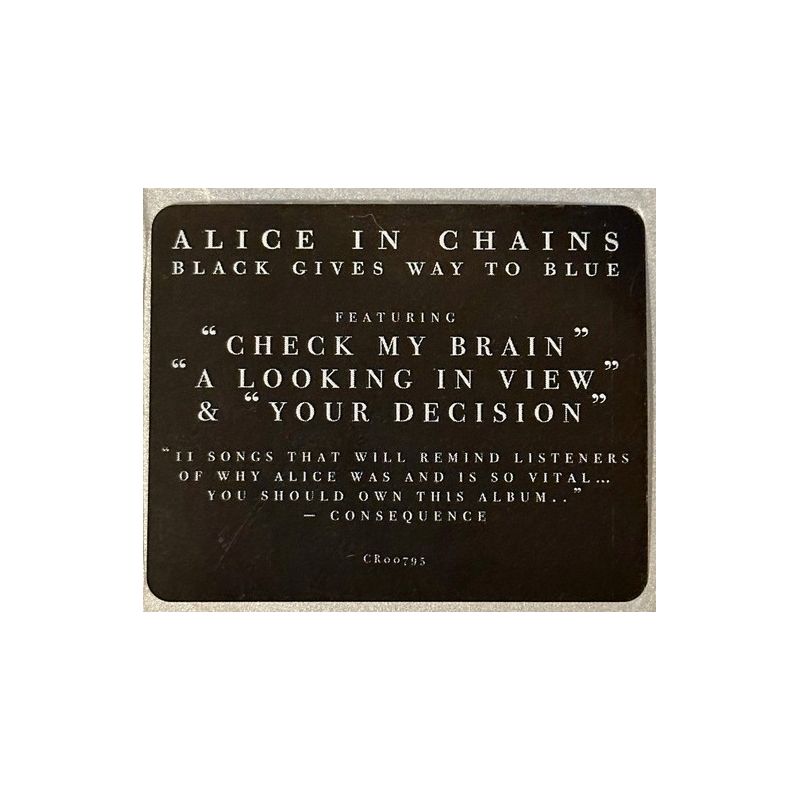 ALICE IN CHAINS
BLACK GIVES WAY TO BLUE
FEATURING
“CHECK MY BRAIN”
“A LOOKING IN VIEW”
& “YOUR DECISION”
“11 SONGS THAT WILL REMIND LISTENERS
OF WHY ALICE WAS AND IS SO VITAL...
YOU SHOULD OWN THIS ALBUM..”
— CONSEQUENCE
CR00795